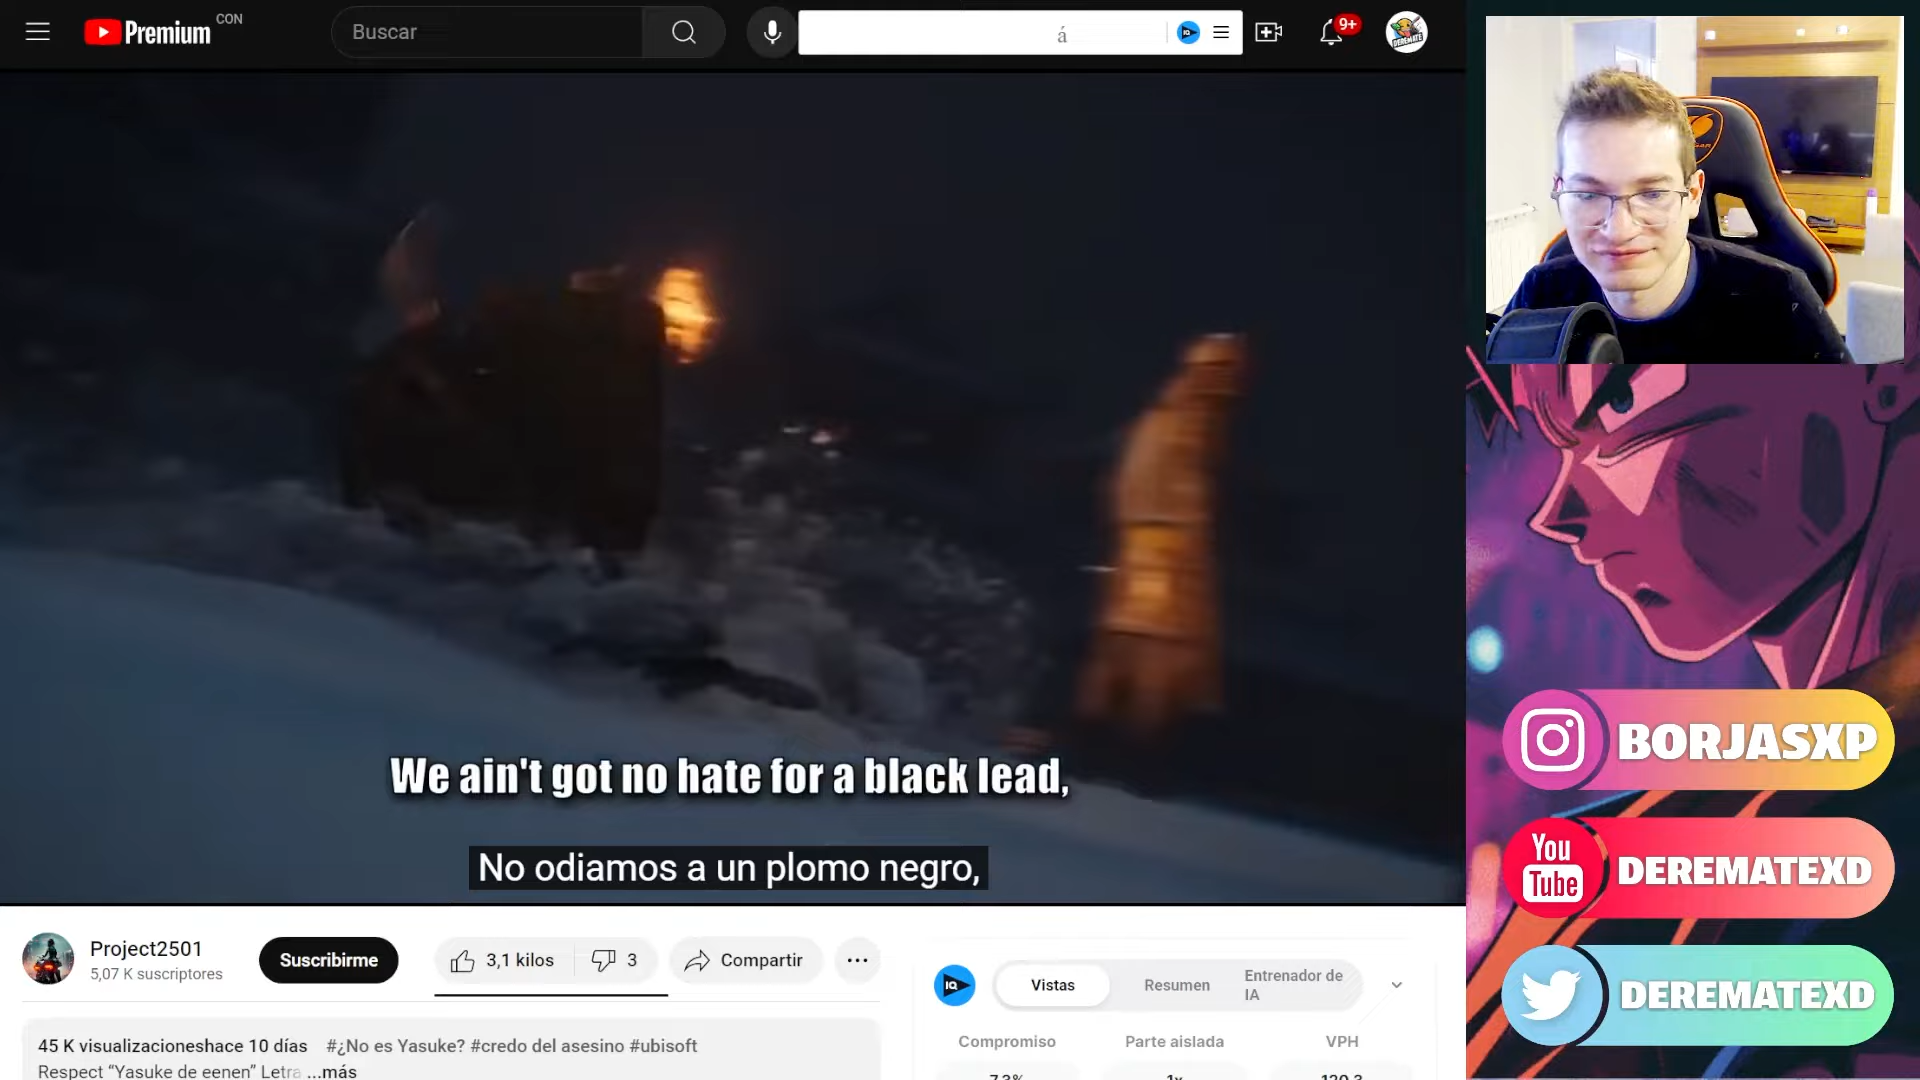 Premium
CON
Buscar
á
9+
We ain't got no hate for a black lead,
No odiamos a un plomo negro,
Project2501
5,07 K suscriptores
Suscribirme
3,1 kilos
3
Compartir
IQ
Vistas
Resumen
Entrenador de
IA
45 K visualizacioneshace 10 días #¿No es Yasuke? #credo del asesino #ubisoft
Respect “Yasuke de eenen” Letra ...más
Compromiso
Parte aislada
VPH
BORJASXP
You
Tube
DEREMATEXD
DEREMATEXD